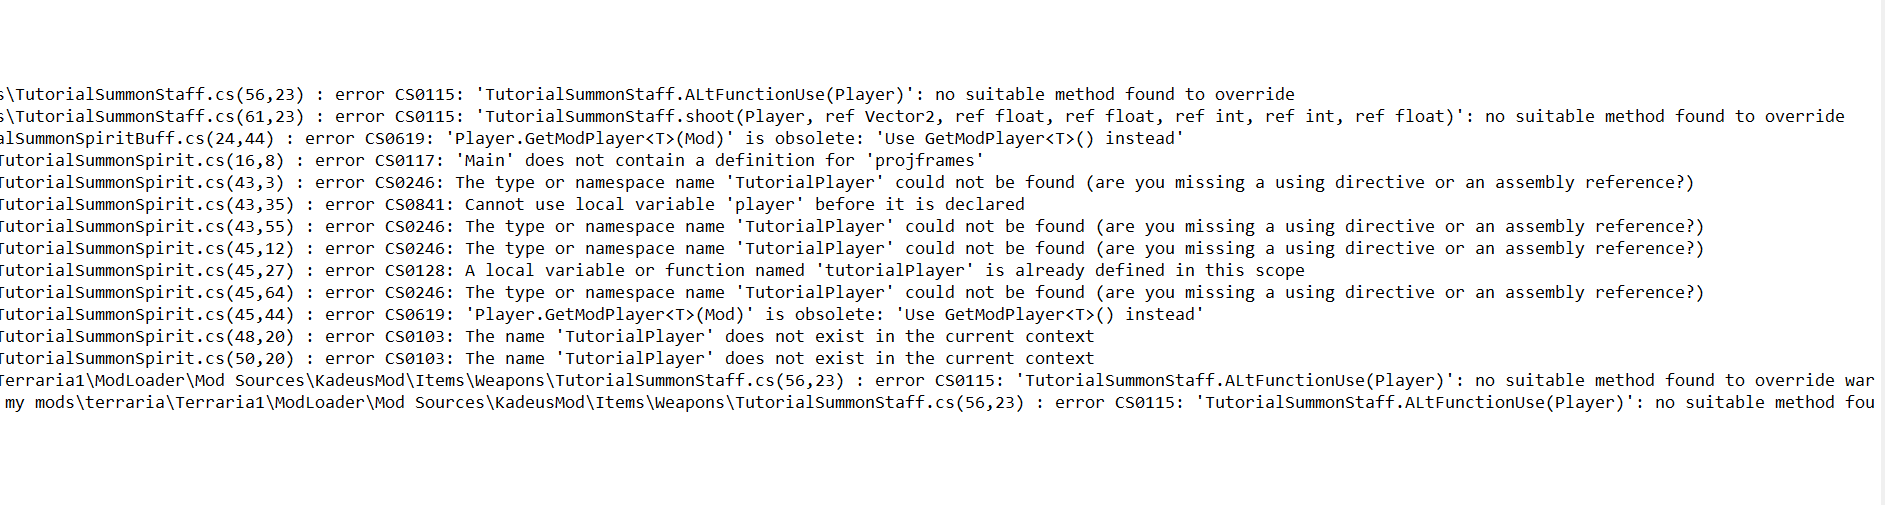 s\TutorialSummonStaff.cs(56,23) : error CS0115: 'TutorialSummonStaff.ALtFunctionUse(Player)': no suitable method found to override
s\TutorialSummonStaff.cs(61,23) : error CS0115: 'TutorialSummonStaff.shoot(Player, ref Vector2, ref float, ref float, ref int, ref int, ref float)': no suitable method found to override
alSummonSpiritBuff.cs(24,44) : error CS0619: 'Player.GetModPlayer<T>(Mod)' is obsolete: 'Use GetModPlayer<T>() instead'
TutorialSummonSpirit.cs(16,8) : error CS0117: 'Main' does not contain a definition for 'projframes'
TutorialSummonSpirit.cs(43,3) : error CS0246: The type or namespace name 'TutorialPlayer' could not be found (are you missing a using directive or an assembly reference?)
TutorialSummonSpirit.cs(43,35) : error CS0841: Cannot use local variable 'player' before it is declared
TutorialSummonSpirit.cs(43,55) : error CS0246: The type or namespace name 'TutorialPlayer' could not be found (are you missing a using directive or an assembly reference?)
TutorialSummonSpirit.cs(45,12) : error CS0246: The type or namespace name 'TutorialPlayer' could not be found (are you missing a using directive or an assembly reference?)
TutorialSummonSpirit.cs(45,27) : error CS0128: A local variable or function named 'tutorialPlayer' is already defined in this scope
TutorialSummonSpirit.cs(45,64) : error CS0246: The type or namespace name 'TutorialPlayer' could not be found (are you missing a using directive or an assembly reference?)
TutorialSummonSpirit.cs(45,44) : error CS0619: 'Player.GetModPlayer<T>(Mod)' is obsolete: 'Use GetModPlayer<T>() instead'
TutorialSummonSpirit.cs(48,20) : error CS0103: The name 'TutorialPlayer' does not exist in the current context
TutorialSummonSpirit.cs(50,20) : error CS0103: The name 'TutorialPlayer' does not exist in the current context
Terraria1\ModLoader\Mod Sources\KadeusMod\Items\Weapons\TutorialSummonStaff.cs(56,23) : error CS0115: 'TutorialSummonStaff.ALtFunctionUse(Player)': no suitable method found to override war
my mods\terraria\Terraria1\ModLoader\Mod Sources\KadeusMod\Items\Weapons\TutorialSummonStaff.cs(56,23) : error CS0115: 'TutorialSummonStaff.ALtFunctionUse(Player)': no suitable method fou